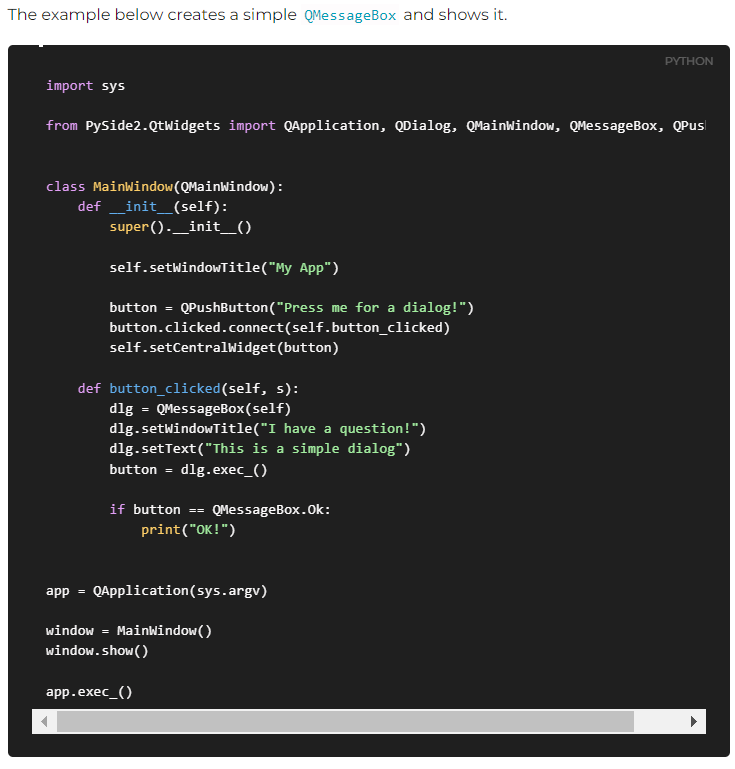 The example below creates a simple QMessageBox and shows it.
PYTHON
import sys
from PySide2.QtWidgets import QApplication, QDialog, QMainWindow, QMessageBox, QPus
class MainWindow(QMainWindow):
    def __init__(self):
        super().__init__()
        self.setWindowTitle("My App")
        button = QPushButton("Press me for a dialog!")
        button.clicked.connect(self.button_clicked)
        self.setCentralWidget(button)
    def button_clicked(self, s):
        dlg = QMessageBox(self)
        dlg.setWindowTitle("I have a question!")
        dlg.setText("This is a simple dialog")
        button = dlg.exec_()
        if button == QMessageBox.Ok:
            print("OK!")
app = QApplication(sys.argv)
window = MainWindow()
window.show()
app.exec_()